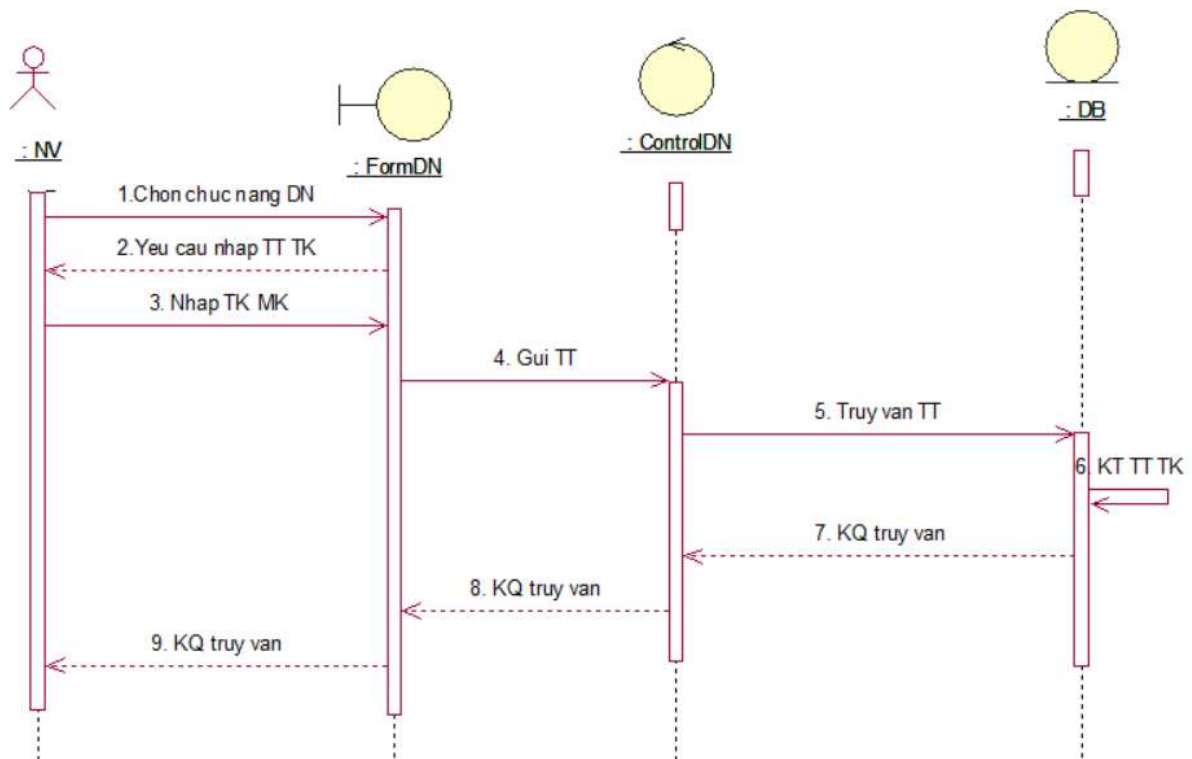 : NV
: FormDN
: ControlDN
: DB
1.Chon chuc nang DN
2.Yeu cau nhap TT TK
3. Nhap TK MK
4. Gui TT
5. Truy van TT
6. KT TT TK
7. KQ truy van
8. KQ truy van
9. KQ truy van